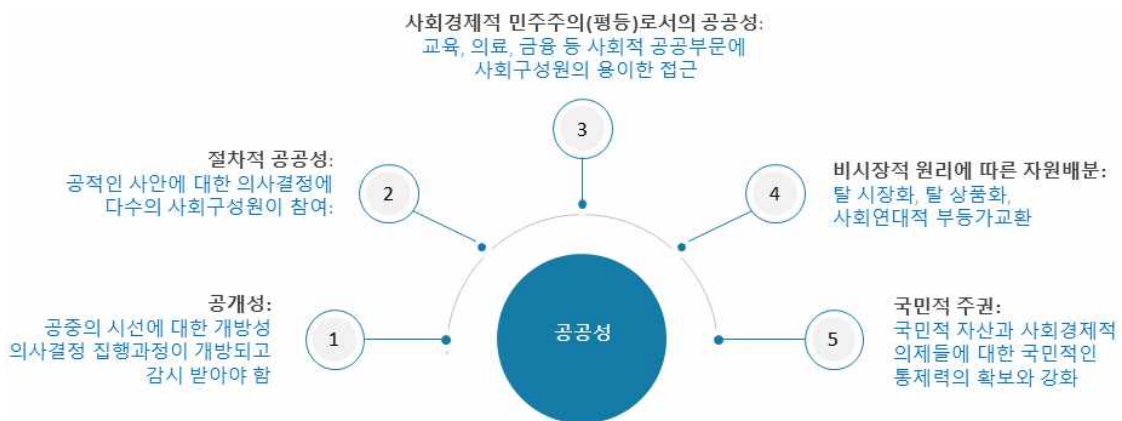 사회경제적 민주주의(평등)로서의 공공성:
교육, 의료, 금융 등 사회적 공공부문에
사회구성원의 용이한 접근
3
절차적 공공성:
공적인 사안에 대한 의사결정에
다수의 사회구성원이 참여:
2
비시장적 원리에 따른 자원배분:
탈 시장화, 탈 상품화,
사회연대적 부등가교환
4
공개성:
공중의 시선에 대한 개방성
의사결정 집행과정이 개방되고
감시 받아야 함
1
공공성
국민적 주권:
국민적 자산과 사회경제적
의제들에 대한 국민적인
통제력의 확보와 강화
5